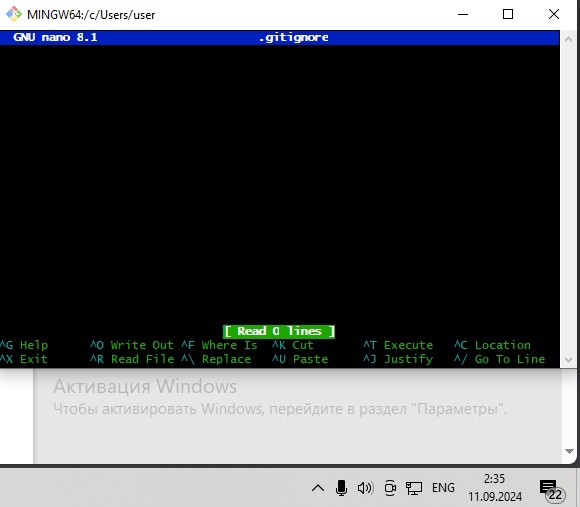 MINGW64:/c/Users/user
GNU nano 8.1 .gitignore
[ Read 0 lines ]
^G Help ^O Write Out ^F Where Is ^K Cut ^T Execute ^C Location
^X Exit ^R Read File ^\ Replace ^U Paste ^J Justify ^/ Go To Line
Активация Windows
Чтобы активировать Windows, перейдите в раздел "Параметры".
ENG
2:35
11.09.2024
22